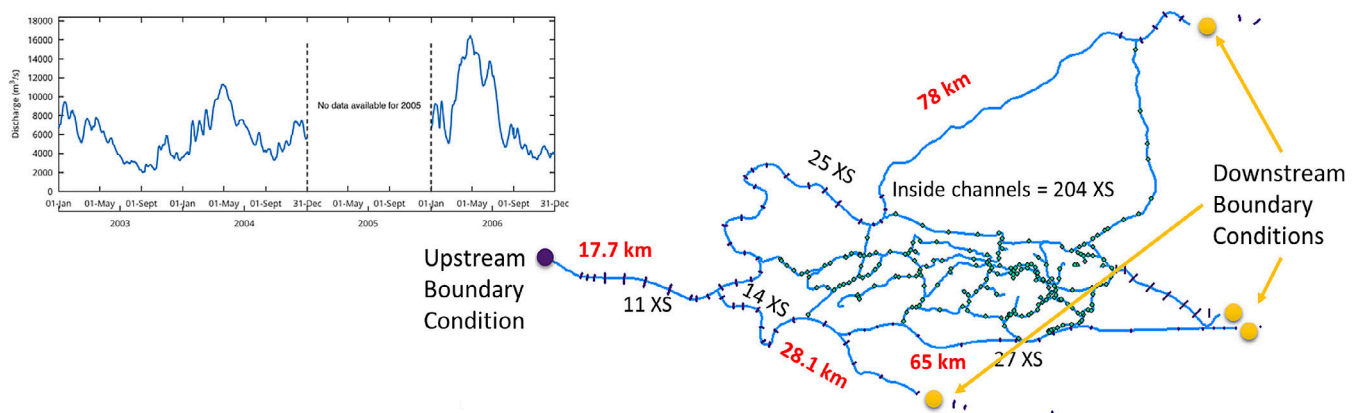 18000
16000
14000
12000
10000
8000
6000
4000
2000
0
Discharge (m³/s)
No data available for 2005
01-Jan 01-May 01-Sept 01-Jan 01-May 01-Sept 31-Dec 01-May 01-Sept 01-Jan 01-May 01-Sept 31-Dec
2003 2004 2005 2006
78 km
25 XS
Inside channels = 204 XS
Downstream
Boundary
Conditions
Upstream
Boundary
Condition
17.7 km
11 XS
14 XS
28.1 km
65 km
27 XS